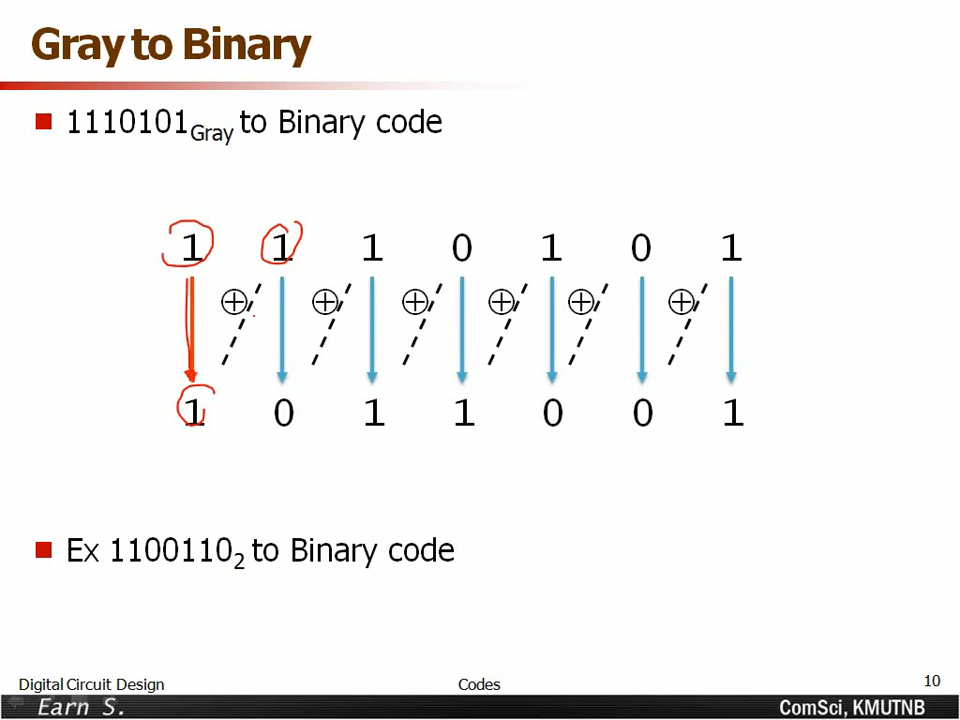 Gray to Binary
1110101Gray to Binary code
1 1 1 0 1 0 1
⊕ ⊕ ⊕ ⊕ ⊕ ⊕
1 0 1 1 0 0 1
Ex 11001102 to Binary code
Digital Circuit Design Codes 10
Earn S. ComSci, KMUTNB